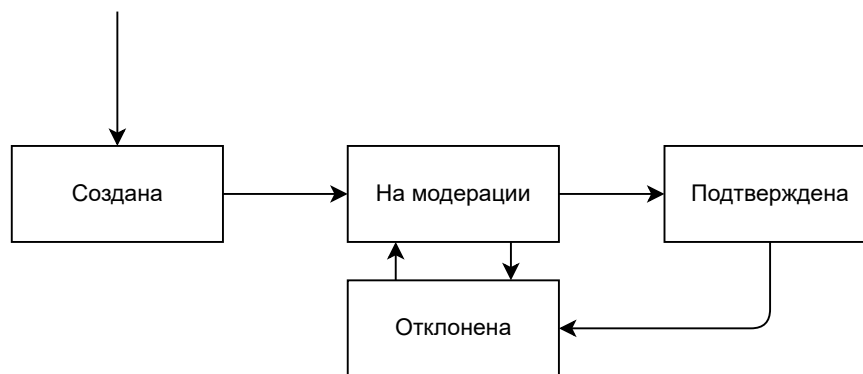 Создана
На модерации
Подтверждена
Отклонена